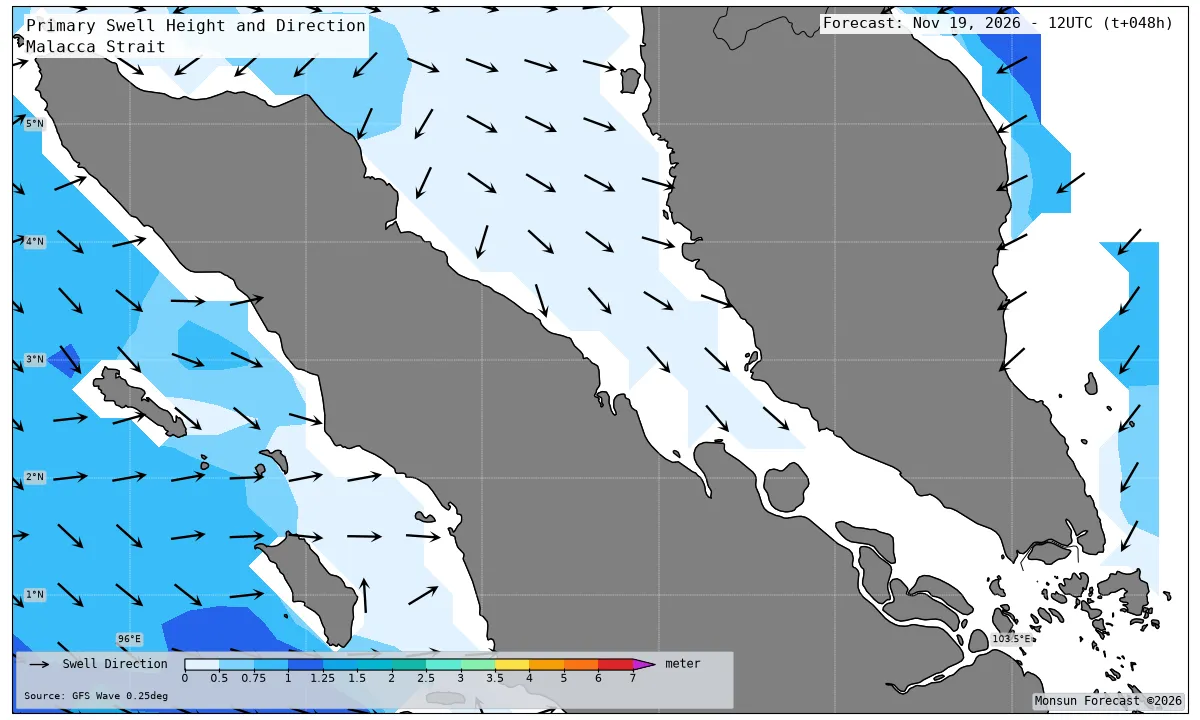 Primary Swell Height and Direction
Malacca Strait
Forecast: Nov 19, 2026 - 12UTC (t+048h)
5°N
4°N
3°N
2°N
1°N
96°E
103.5°E
Swell Direction
0 0.5 0.75 1 1.25 1.5 2 2.5 3 3.5 4 5 6 7
meter
Source: GFS Wave 0.25deg
Monsun Forecast ©2026